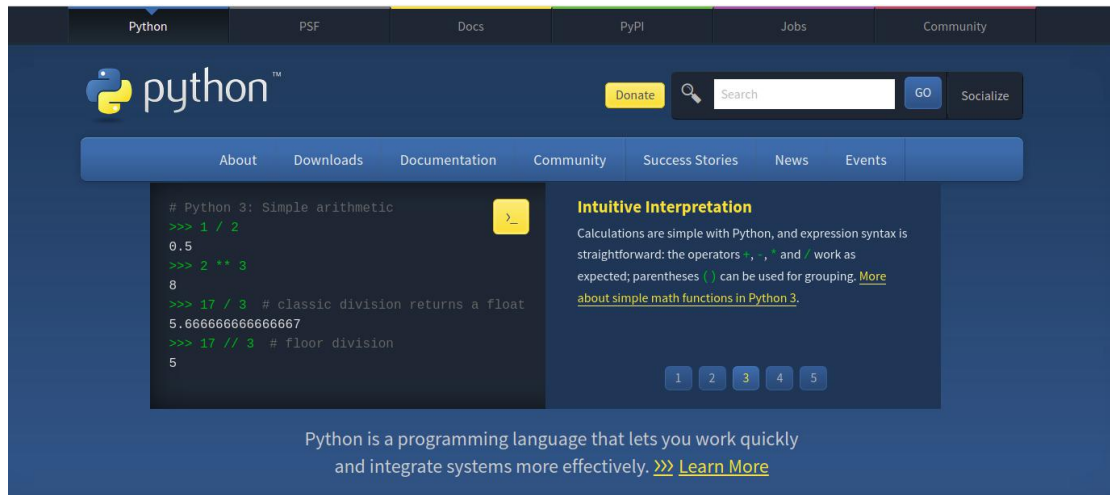 Python PSF Docs PyPI Jobs Community
python™
Donate Search GO Socialize
About Downloads Documentation Community Success Stories News Events
# Python 3: Simple arithmetic
>>> 1 / 2
0.5
>>> 2 ** 3
8
>>> 17 / 3  # classic division returns a float
5.666666666666667
>>> 17 // 3  # floor division
5
>_
Intuitive Interpretation
Calculations are simple with Python, and expression syntax is
straightforward: the operators +, -, * and / work as
expected; parentheses () can be used for grouping. More
about simple math functions in Python 3.
1 2 3 4 5
Python is a programming language that lets you work quickly
and integrate systems more effectively. >>> Learn More